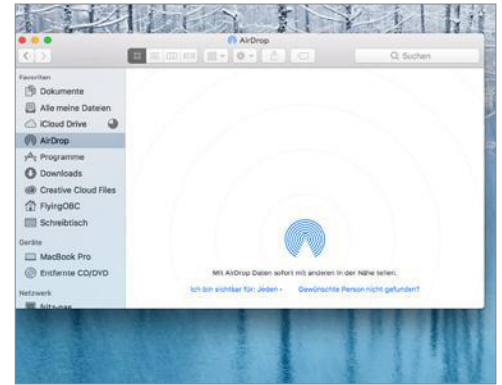 AirDrop
Suchen
Favoriten
Dokumente
Alle meine Dateien
iCloud Drive
AirDrop
Programme
Downloads
Creative Cloud Files
FlyingOBC
Schreibtisch
Geräte
MacBook Pro
Entfernte CD/DVD
Netzwerk
fritz-nas
Mit AirDrop Daten sofort mit anderen in der Nähe teilen.
Ich bin sichtbar für: Jeden
Gewünschte Person nicht gefunden?